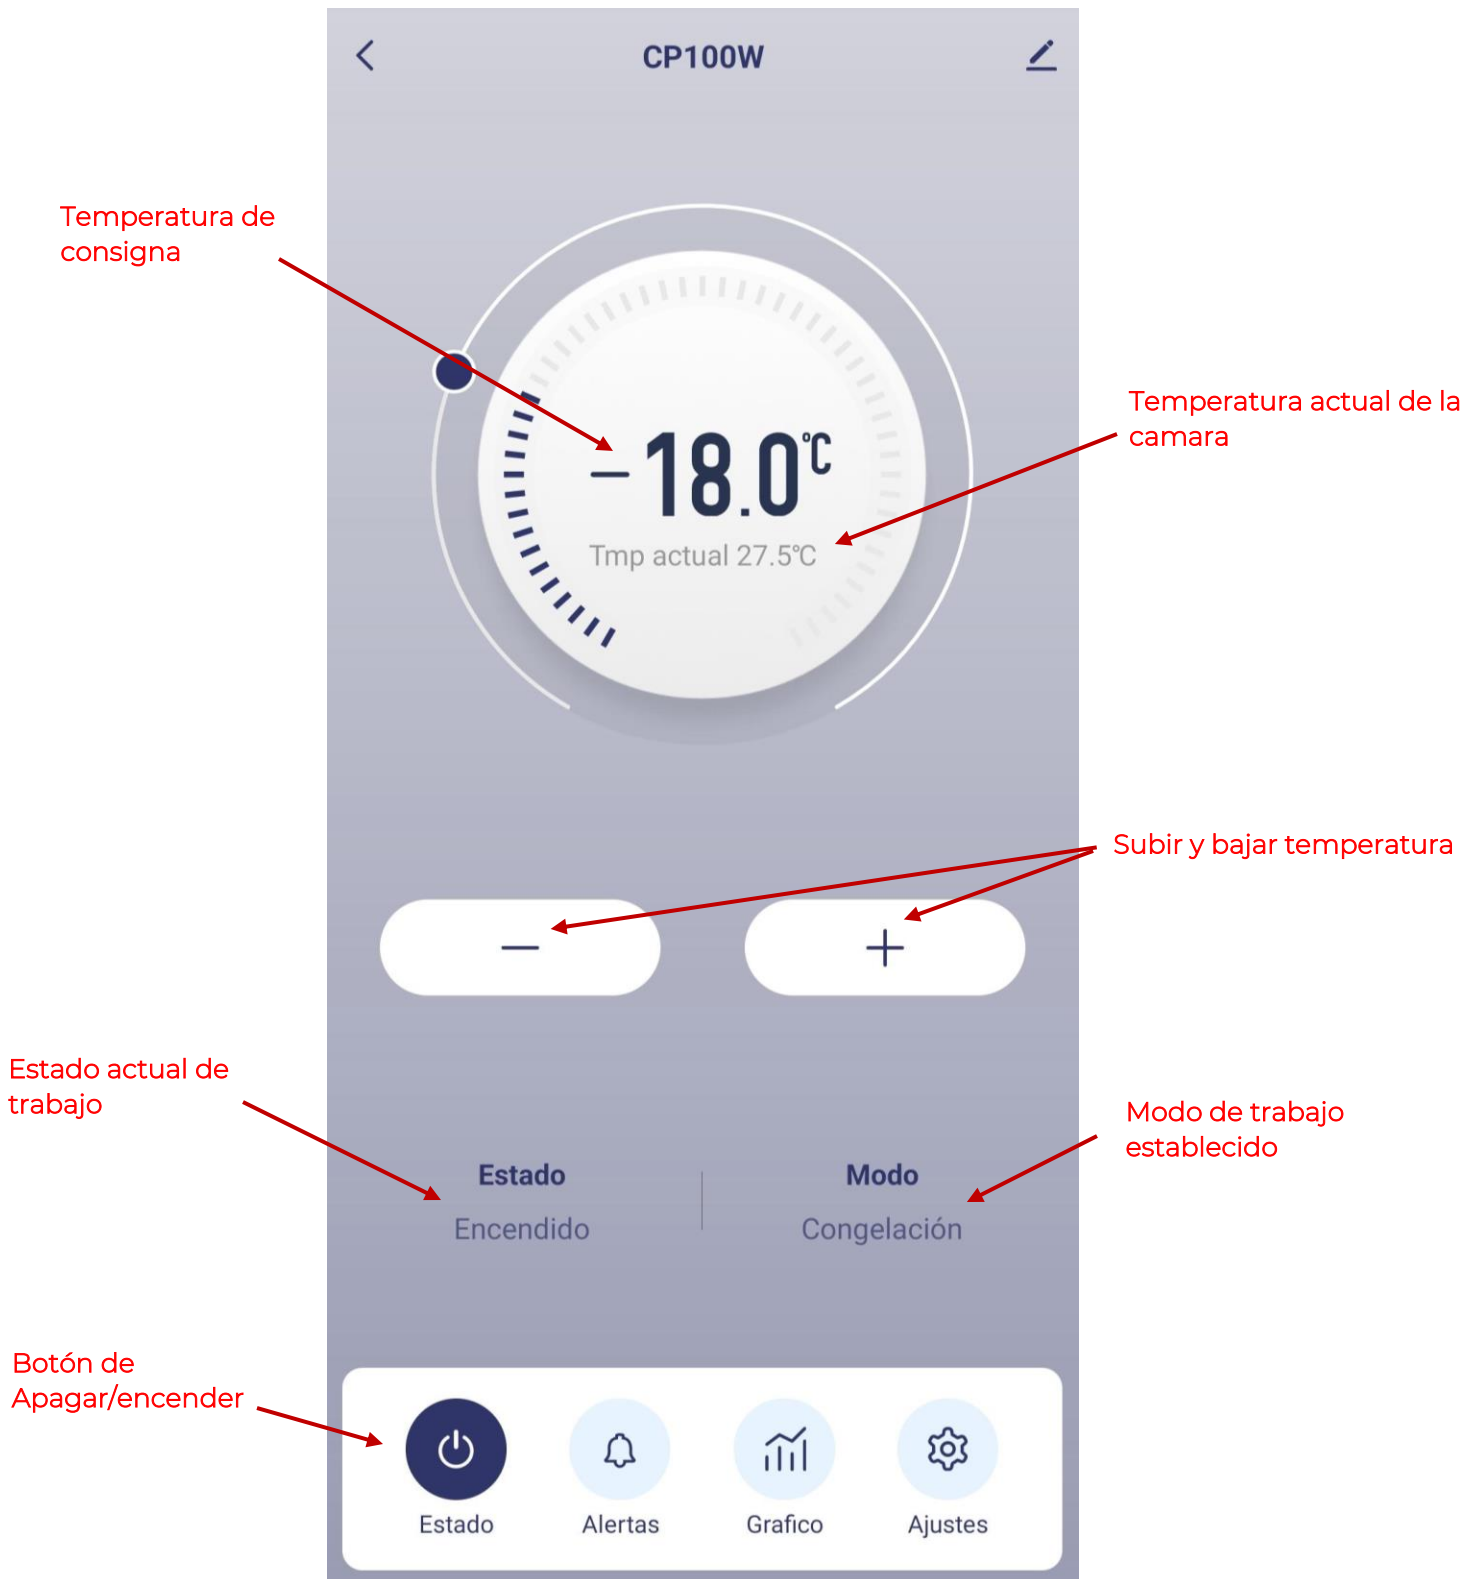 CP100W
Temperatura de
consigna
-18.0℃
Tmp actual 27.5℃
Temperatura actual de la
camara
Subir y bajar temperatura
Estado actual de
trabajo
Modo de trabajo
establecido
Estado
Encendido
Modo
Congelación
Botón de
Apagar/encender
Estado
Alertas
Grafico
Ajustes